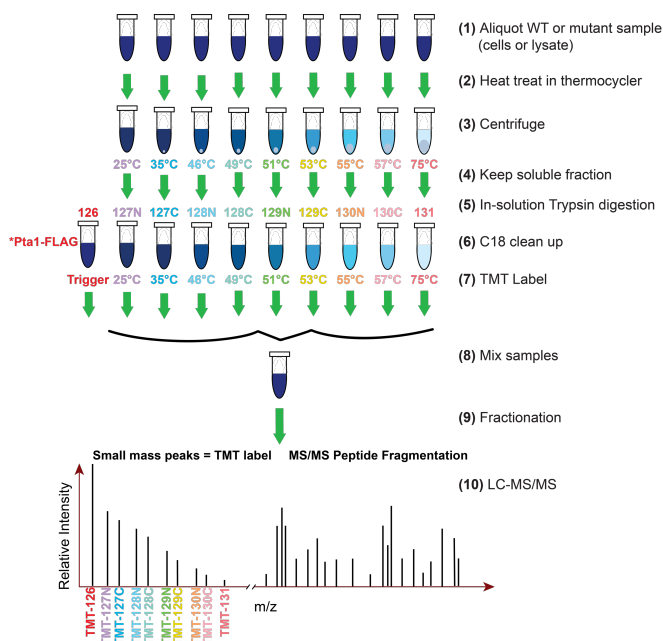 (1) Aliquot WT or mutant sample
(cells or lysate)
(2) Heat treat in thermocycler
(3) Centrifuge
25°C 35°C 46°C 49°C 51°C 53°C 55°C 57°C 75°C
(4) Keep soluble fraction
126 127N 127C 128N 128C 129N 129C 130N 130C 131
(5) In-solution Trypsin digestion
*Pta1-FLAG
(6) C18 clean up
Trigger 25°C 35°C 46°C 49°C 51°C 53°C 55°C 57°C 75°C
(7) TMT Label
(8) Mix samples
(9) Fractionation
Small mass peaks = TMT label MS/MS Peptide Fragmentation
(10) LC-MS/MS
Relative Intensity
TMT-126
TMT-127N
TMT-127C
TMT-128N
TMT-128C
TMT-129N
TMT-129C
TMT-130N
TMT-130C
TMT-131
m/z